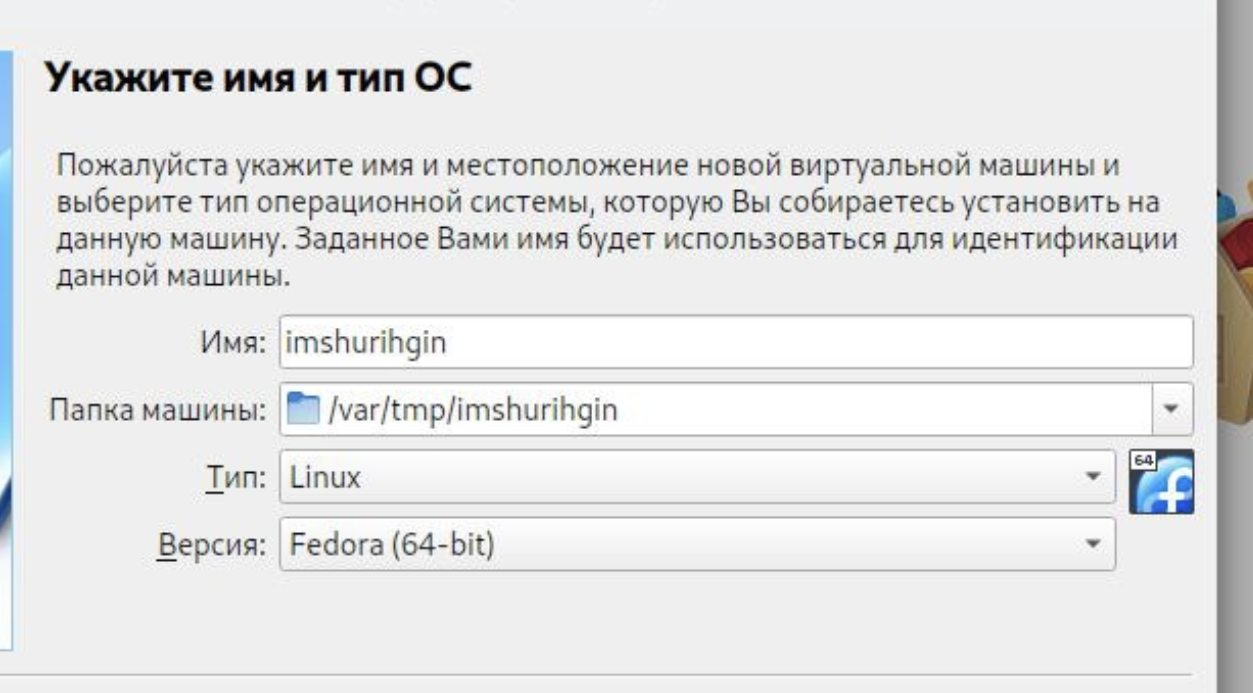 Укажите имя и тип ОС
Пожалуйста укажите имя и местоположение новой виртуальной машины и
выберите тип операционной системы, которую Вы собираетесь установить на
данную машину. Заданное Вами имя будет использоваться для идентификации
данной машины.
Имя: imshurihgin
Папка машины: /var/tmp/imshurihgin
Тип: Linux
64
Версия: Fedora (64-bit)